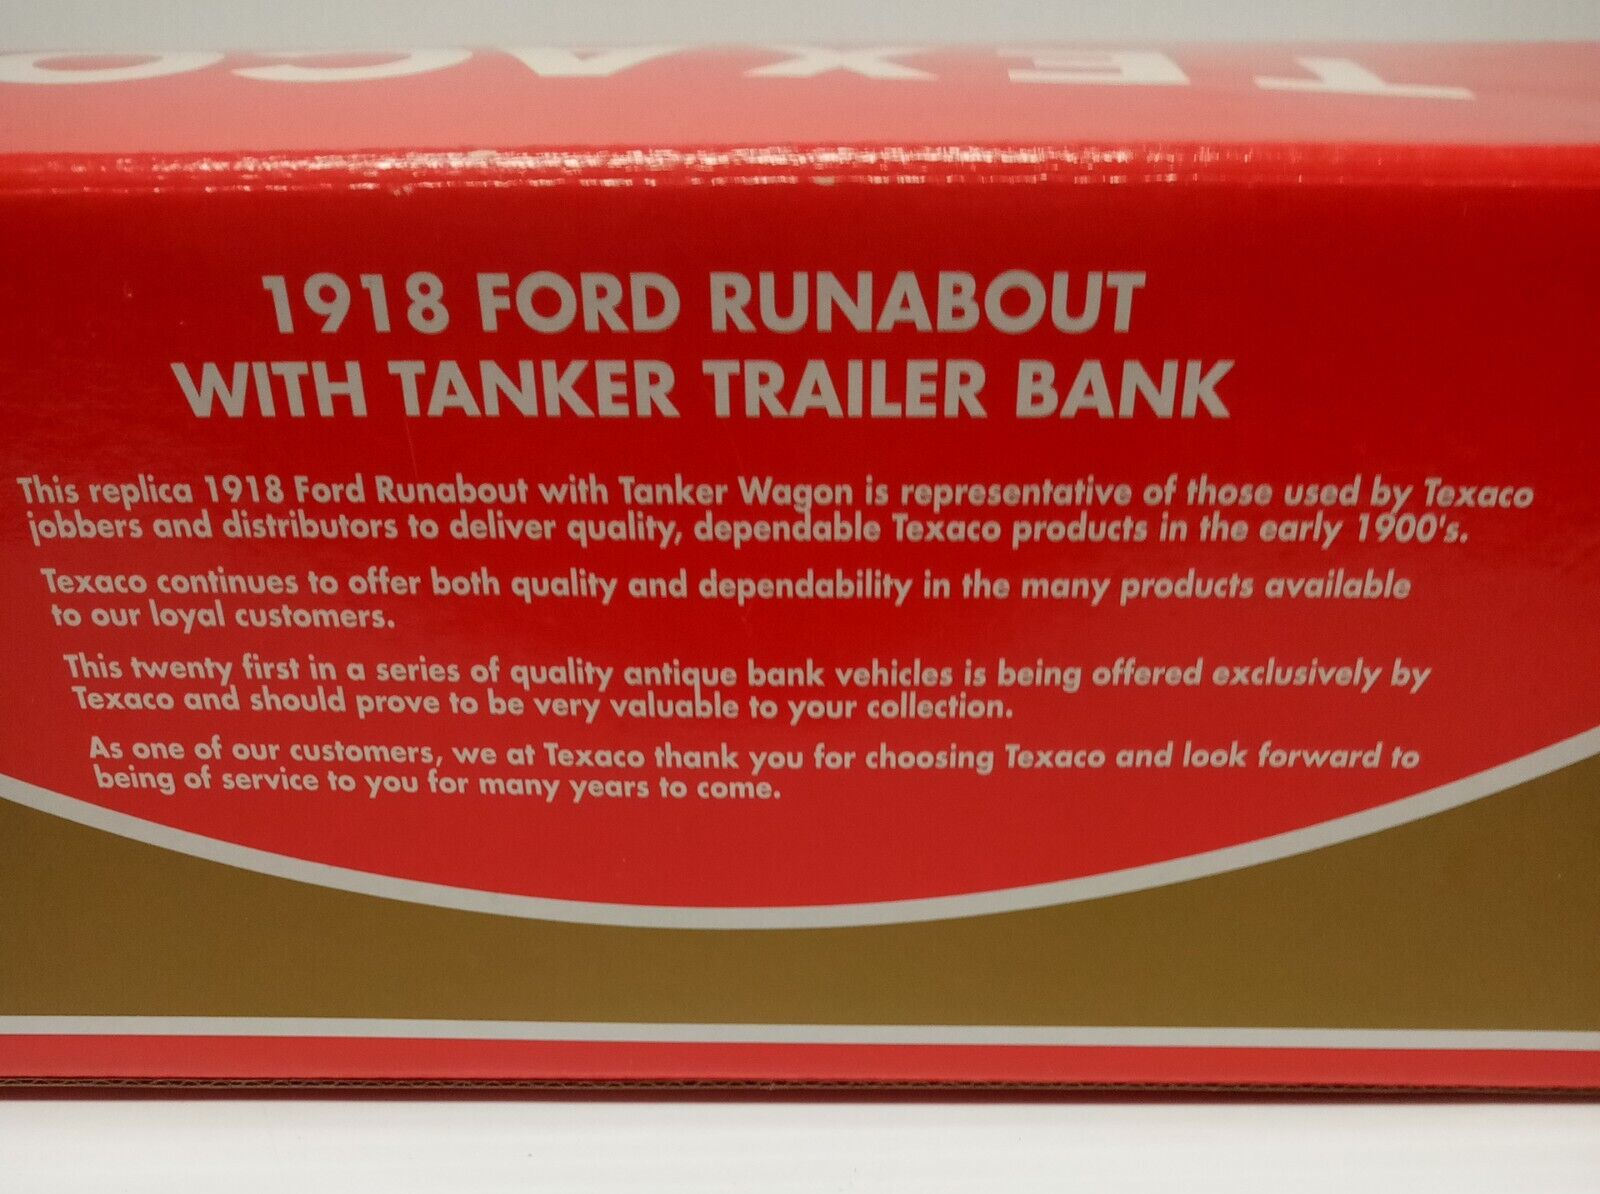 TEXACO
1918 FORD RUNABOUT
WITH TANKER TRAILER BANK
This replica 1918 Ford Runabout with Tanker Wagon is representative of those used by Texaco
jobbers and distributors to deliver quality, dependable Texaco products in the early 1900's.
Texaco continues to offer both quality and dependability in the many products available
to our loyal customers.
This twenty first in a series of quality antique bank vehicles is being offered exclusively by
Texaco and should prove to be very valuable to your collection.
As one of our customers, we at Texaco thank you for choosing Texaco and look forward to
being of service to you for many years to come.